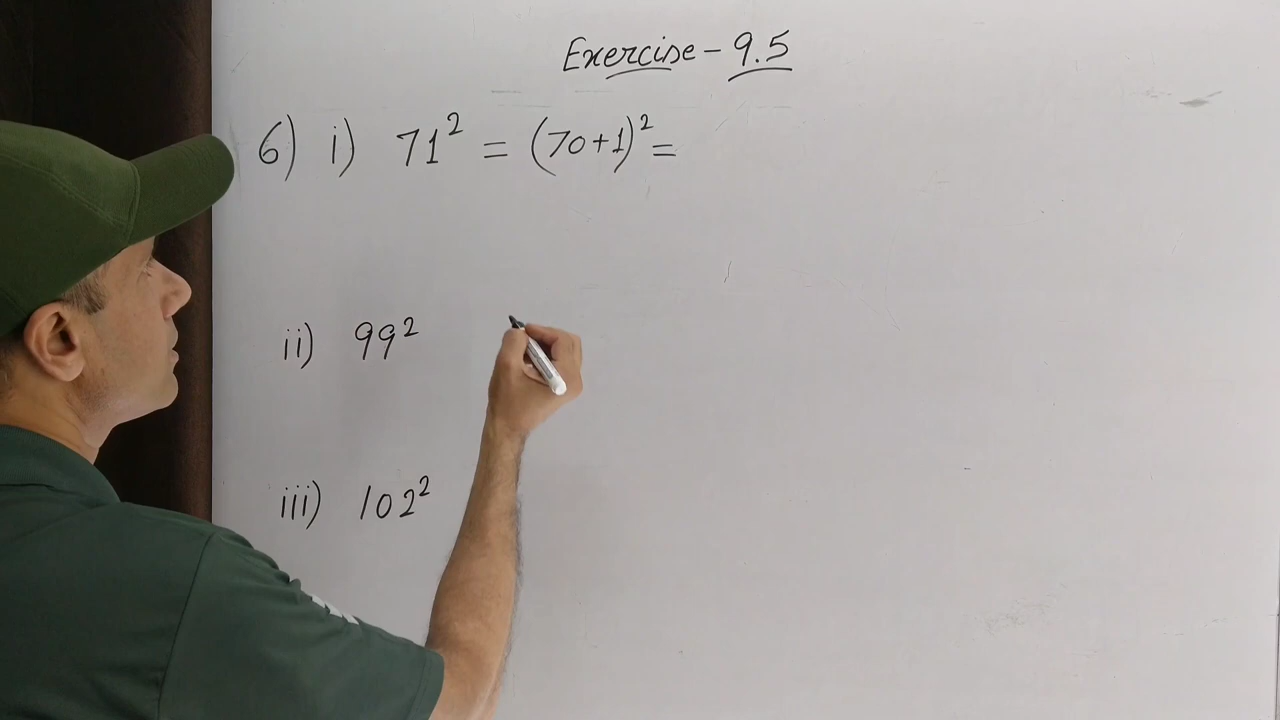 Exercise - 9.5
6) i) 71² = (70+1)² =
ii) 99²
iii) 102²